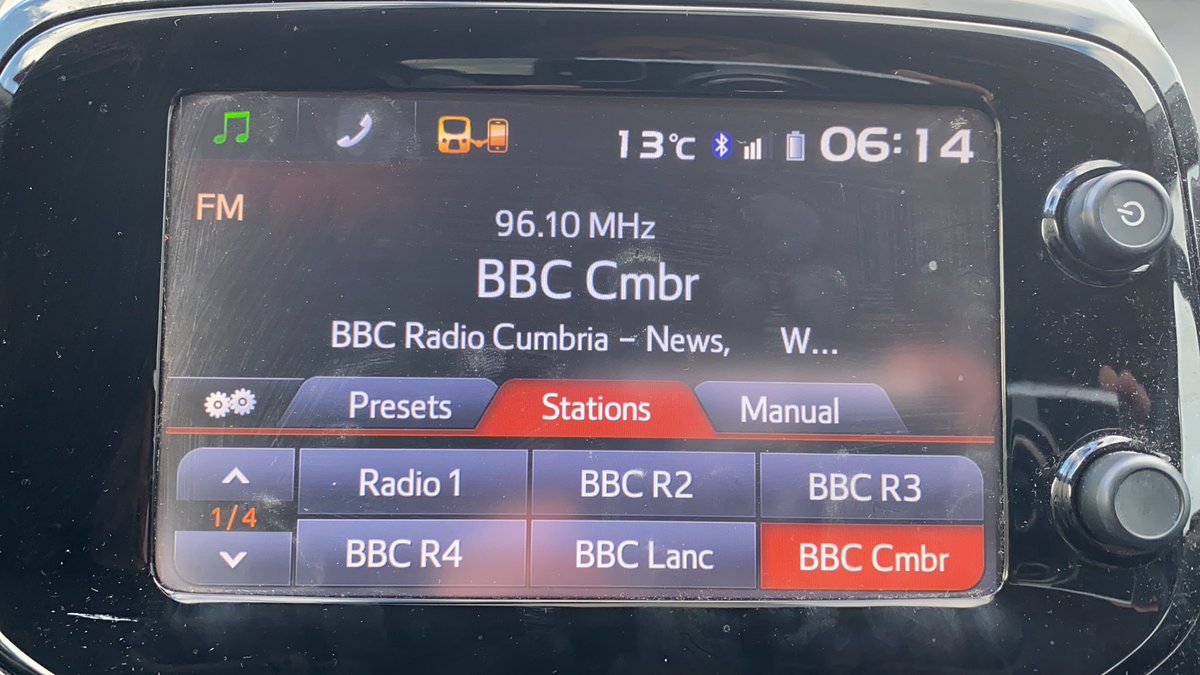 13°C 06:14
FM
96.10 MHz
BBC Cmbr
BBC Radio Cumbria – News, W...
Presets Stations Manual
Radio 1 BBC R2 BBC R3
1/4
BBC R4 BBC Lanc BBC Cmbr